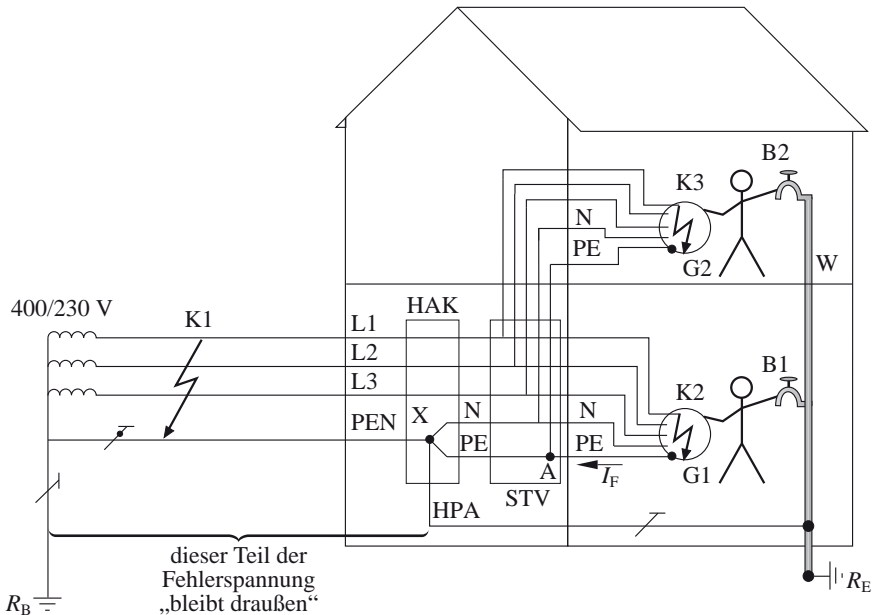 B2
K3
N
PE
G2
W
400/230 V
K1
HAK
L1
L2
L3
B1
K2
PEN
X
N
N
PE
PE
A
I_F
G1
STV
HPA
dieser Teil der
Fehlerspannung
„bleibt draußen“
R_B
R_E